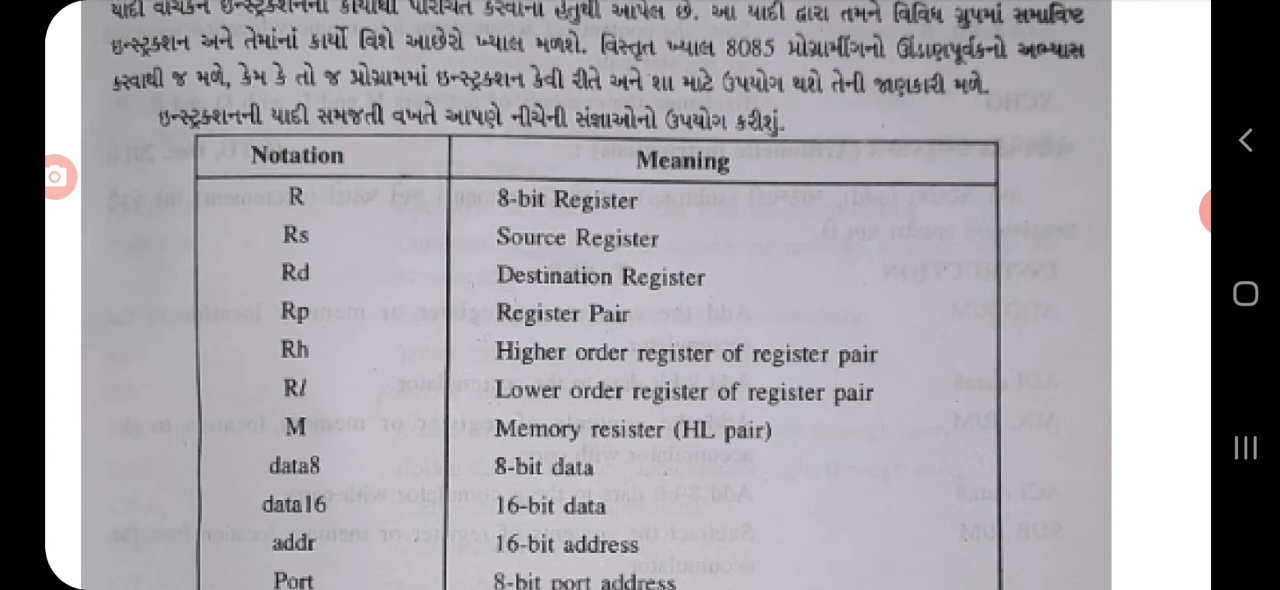 યાદી વાચકને ઇન્સ્ટ્રક્શનના કાર્યોથી પરિચિત કરવાના હેતુથી આપેલ છે. આ યાદી દ્વારા તમને વિવિધ ગ્રુપમાં સમાવિષ્ટ
ઇન્સ્ટ્રક્શન અને તેમાંનાં કાર્યો વિશે આછેરો ખ્યાલ મળશે. વિસ્તૃત ખ્યાલ 8085 પ્રોગ્રામીંગનો ઊંડાણપૂર્વકનો અભ્યાસ
કરવાથી જ મળે. કેમ કે તો જ પ્રોગ્રામમાં ઇન્સ્ટ્રક્શન કેવી રીતે અને શા માટે ઉપયોગ થશે તેની જાણકારી મળે.
ઇન્સ્ટ્રક્શનની યાદી સમજતી વખતે આપણે નીચેની સંજ્ઞાઓનો ઉપયોગ કરીશું.
Notation Meaning
R 8-bit Register
Rs Source Register
Rd Destination Register
Rp Register Pair
Rh Higher order register of register pair
Rl Lower order register of register pair
M Memory resister (HL pair)
data8 8-bit data
data16 16-bit data
addr 16-bit address
Port 8-bit port address